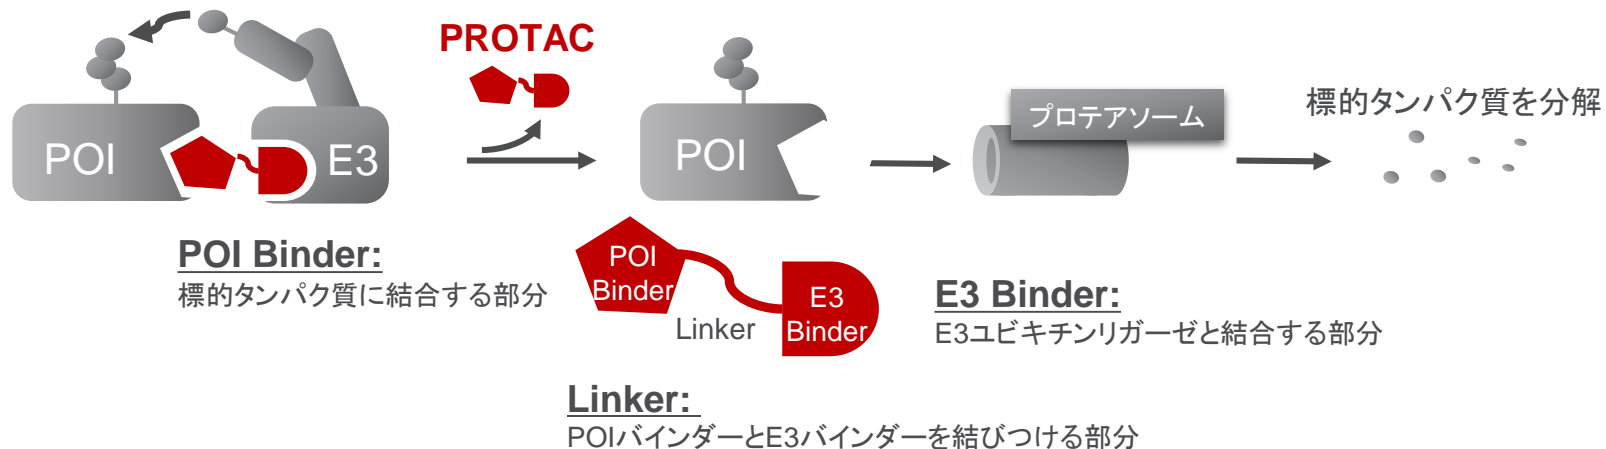 PROTAC
POI
E3
POI
プロテアソーム
標的タンパク質を分解
POI Binder:
標的タンパク質に結合する部分
POI
Binder
Linker
E3
Binder
E3 Binder:
E3ユビキチンリガーゼと結合する部分
Linker:
POIバインダーとE3バインダーを結びつける部分